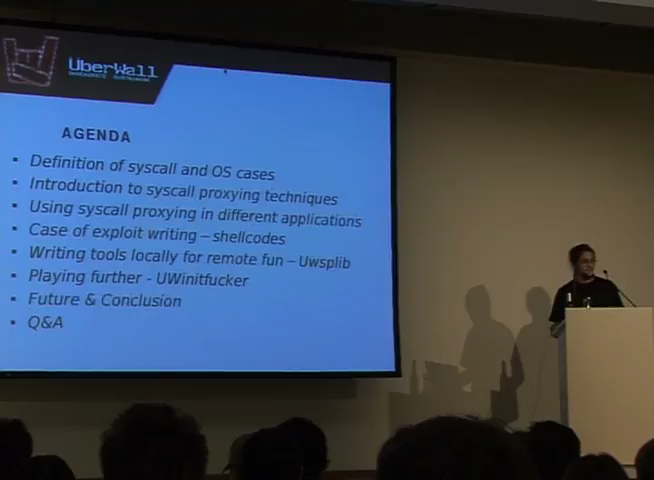 UberWall
AGENDA
Definition of syscall and OS cases
Introduction to syscall proxying techniques
Using syscall proxying in different applications
Case of exploit writing – shellcodes
Writing tools locally for remote fun – Uwsplib
Playing further - UWinitfucker
Future & Conclusion
Q&A